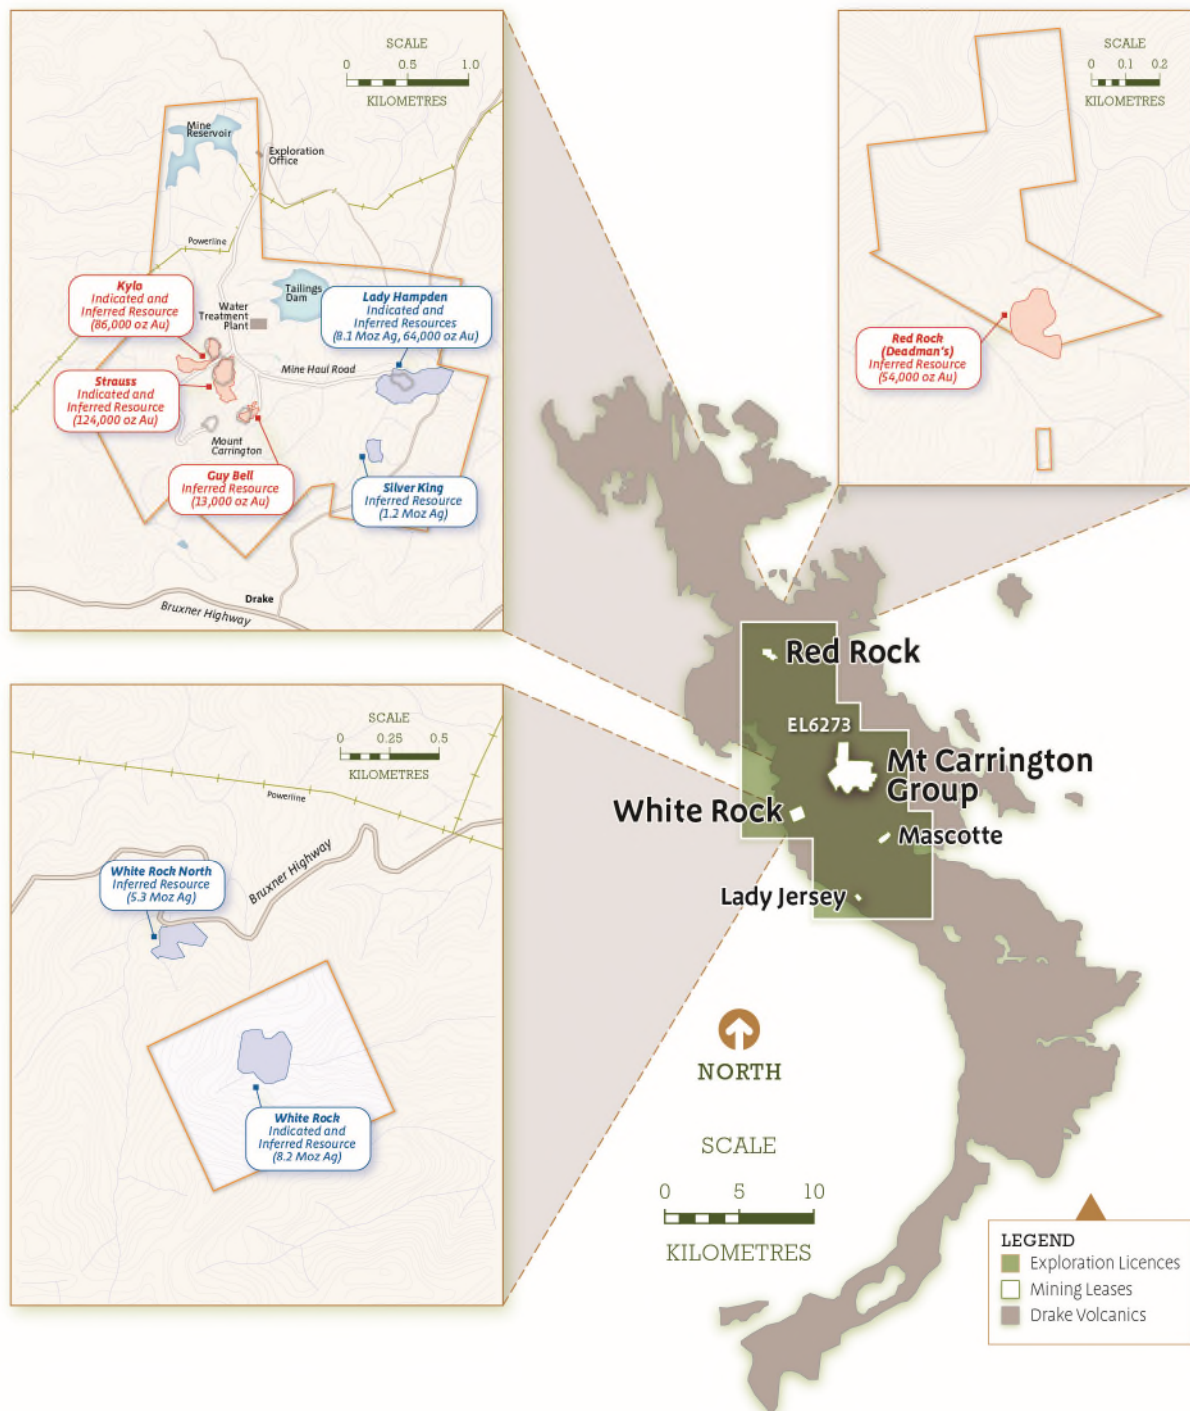 SCALE
0 0.5 1.0
KILOMETRES
Mine
Reservoir
Exploration
Office
Powerline
Kylo
Indicated and
Inferred Resource
(86,000 oz Au)
Tailings
Dam
Water
Treatment
Plant
Lady Hampden
Indicated and
Inferred Resources
(8.1 Moz Ag, 64,000 oz Au)
Mine Haul Road
Strauss
Indicated and
Inferred Resource
(124,000 oz Au)
Mount
Carrington
Guy Bell
Inferred Resource
(13,000 oz Au)
Silver King
Inferred Resource
(1.2 Moz Ag)
Drake
Bruxner Highway
SCALE
0 0.1 0.2
KILOMETRES
Red Rock
(Deadman's)
Inferred Resource
(54,000 oz Au)
SCALE
0 0.25 0.5
KILOMETRES
Powerline
Bruxner Highway
White Rock North
Inferred Resource
(5.3 Moz Ag)
White Rock
Indicated and
Inferred Resource
(8.2 Moz Ag)
Red Rock
EL6273
Mt Carrington
Group
White Rock
Mascotte
Lady Jersey
NORTH
SCALE
0 5 10
KILOMETRES
LEGEND
Exploration Licences
Mining Leases
Drake Volcanics